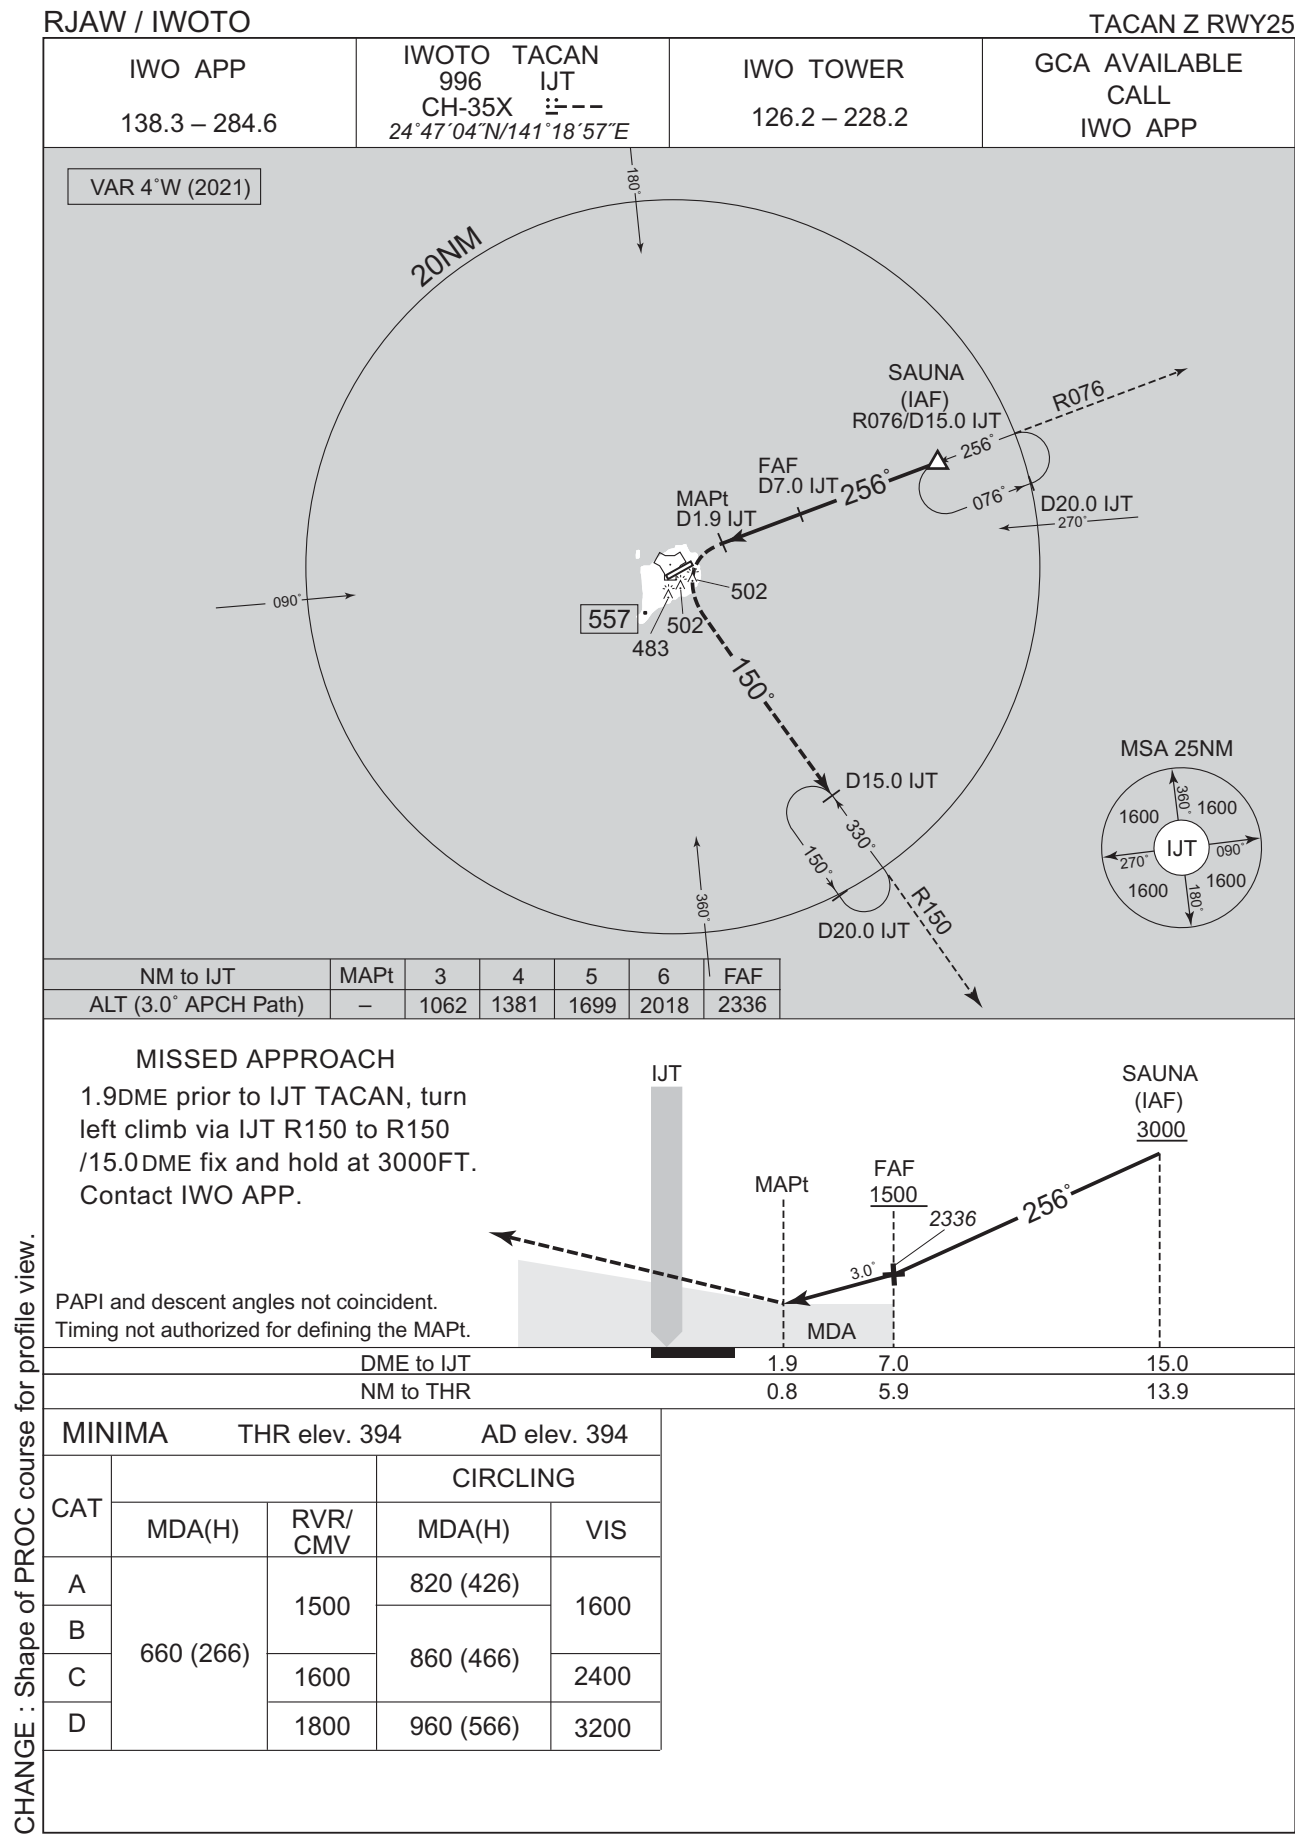 RJAW / IWOTO
TACAN Z RWY25
IWO APP
138.3 – 284.6
IWOTO TACAN
996 IJT
CH-35X
24˚47´04˝N/141˚18´57˝E
IWO TOWER
126.2 – 228.2
GCA AVAILABLE
CALL
IWO APP
VAR 4˚W (2021)
180˚
20NM
SAUNA
(IAF)
R076/D15.0 IJT
R076
256˚
076˚
D20.0 IJT
270˚
FAF
D7.0 IJT
256˚
MAPt
D1.9 IJT
090˚
502
557
502
483
150˚
D15.0 IJT
330˚
150˚
D20.0 IJT
R150
360˚
MSA 25NM
360˚
1600
1600
IJT
270˚
090˚
1600
1600
180˚
NM to IJT MAPt 3 4 5 6 FAF
ALT (3.0˚ APCH Path) – 1062 1381 1699 2018 2336
MISSED APPROACH
1.9DME prior to IJT TACAN, turn
left climb via IJT R150 to R150
/15.0DME fix and hold at 3000FT.
Contact IWO APP.
IJT
SAUNA
(IAF)
3000
MAPt
FAF
1500
2336
256˚
3.0˚
MDA
PAPI and descent angles not coincident.
Timing not authorized for defining the MAPt.
DME to IJT 1.9 7.0 15.0
NM to THR 0.8 5.9 13.9
MINIMA THR elev. 394 AD elev. 394
CAT
CIRCLING
MDA(H)
RVR/
CMV
MDA(H)
VIS
A
B
C
D
660 (266)
1500
1600
1800
820 (426)
860 (466)
960 (566)
1600
2400
3200
CHANGE : Shape of PROC course for profile view.